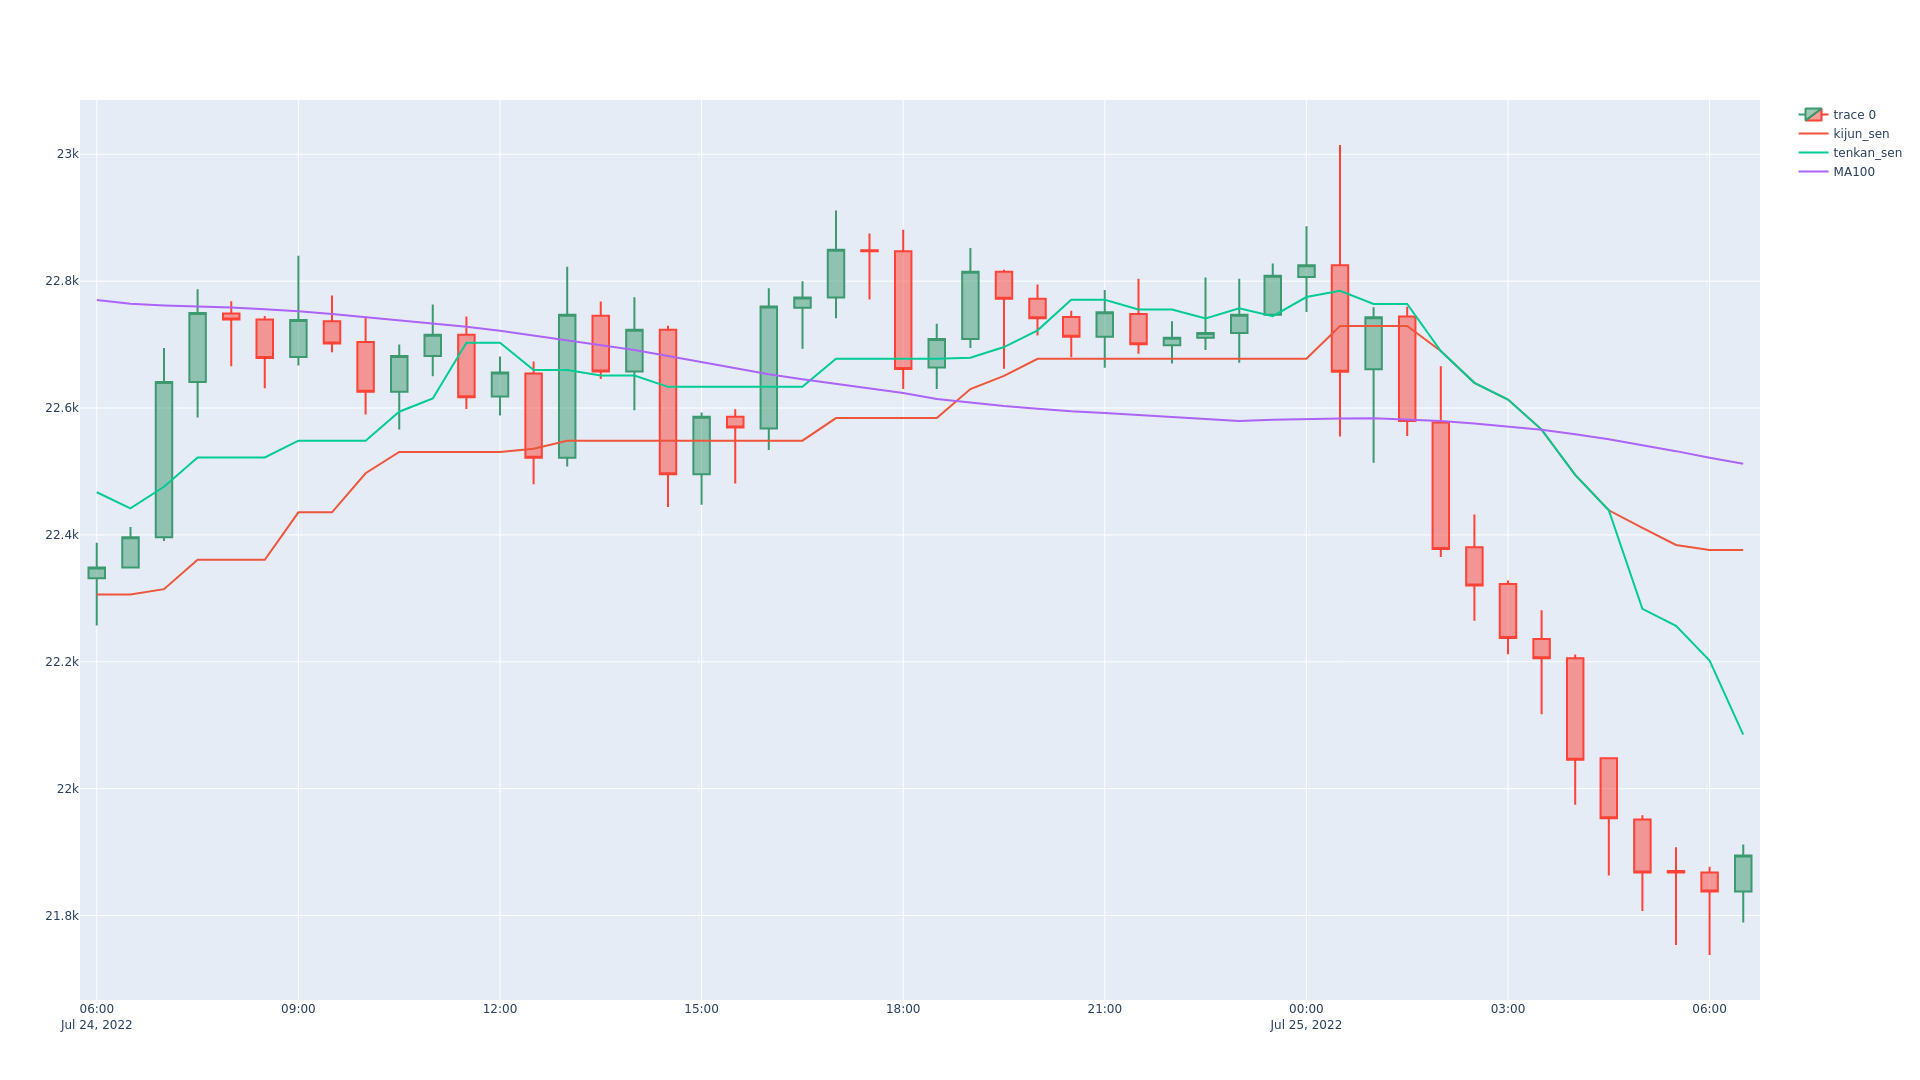 trace 0
kijun_sen
tenkan_sen
MA100
23k
22.8k
22.6k
22.4k
22.2k
22k
21.8k
06:00 09:00 12:00 15:00 18:00 21:00 00:00 03:00 06:00
Jul 24, 2022 Jul 25, 2022